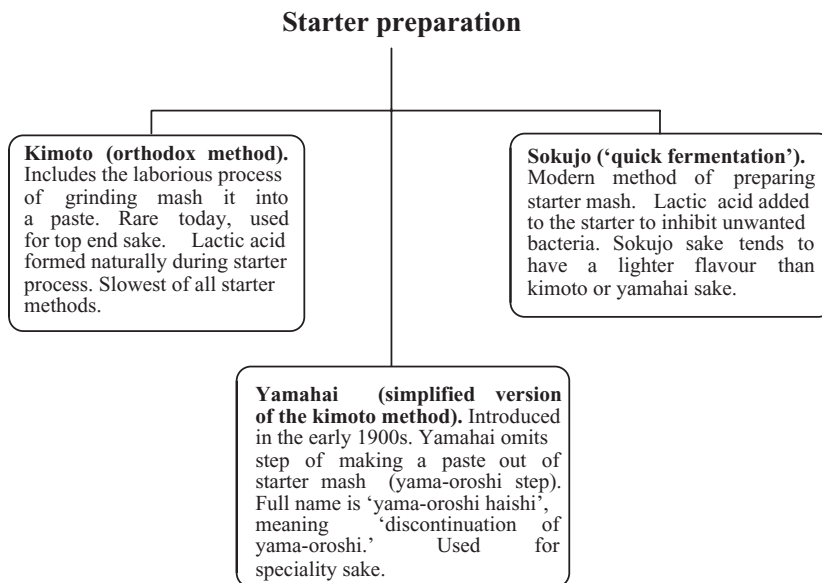 Starter preparation
Kimoto (orthodox method).
Includes the laborious process
of grinding mash it into
a paste. Rare today, used
for top end sake. Lactic acid
formed naturally during starter
process. Slowest of all starter
methods.
Sokujo (‘quick fermentation’).
Modern method of preparing
starter mash. Lactic acid added
to the starter to inhibit unwanted
bacteria. Sokujo sake tends to
have a lighter flavour than
kimoto or yamahai sake.
Yamahai (simplified version
of the kimoto method). Introduced
in the early 1900s. Yamahai omits
step of making a paste out of
starter mash (yama-oroshi step).
Full name is ‘yama-oroshi haishi’,
meaning ‘discontinuation of
yama-oroshi.’ Used for
speciality sake.